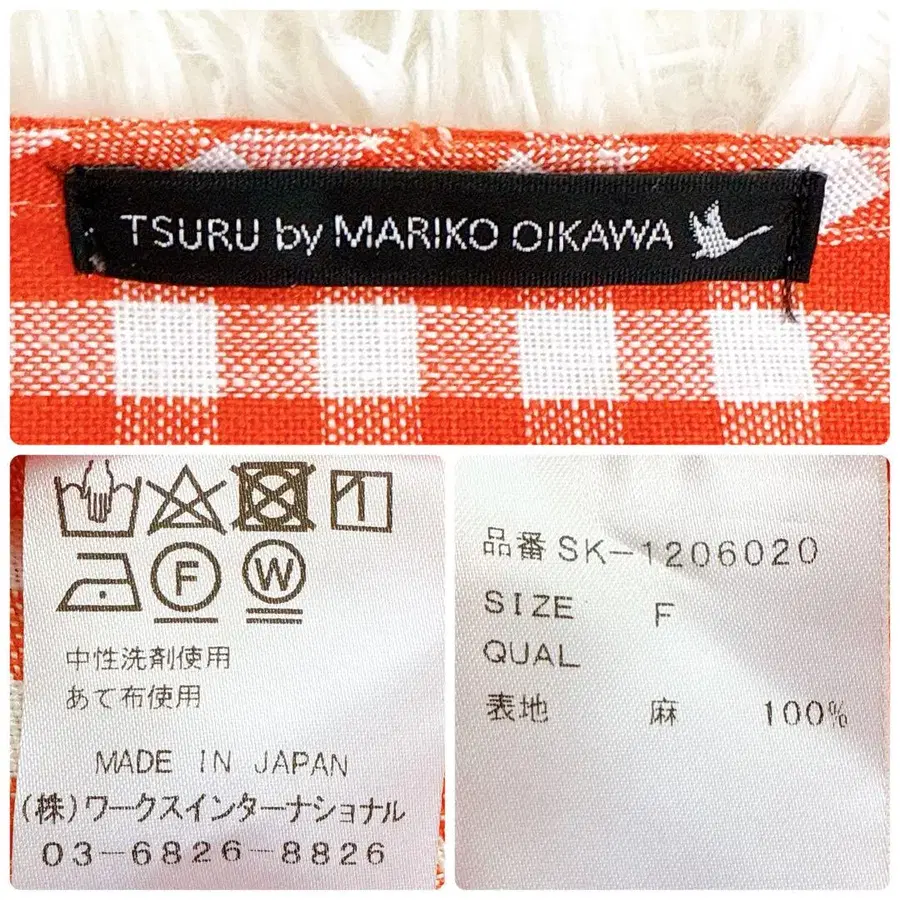 TSURU by MARIKO OIKAWA
F W
中性洗剤使用
あて布使用
MADE IN JAPAN
(株)ワークスインターナショナル
03-6826-8826
品番 SK-1206020
SIZE F
QUAL
表地 麻 100%